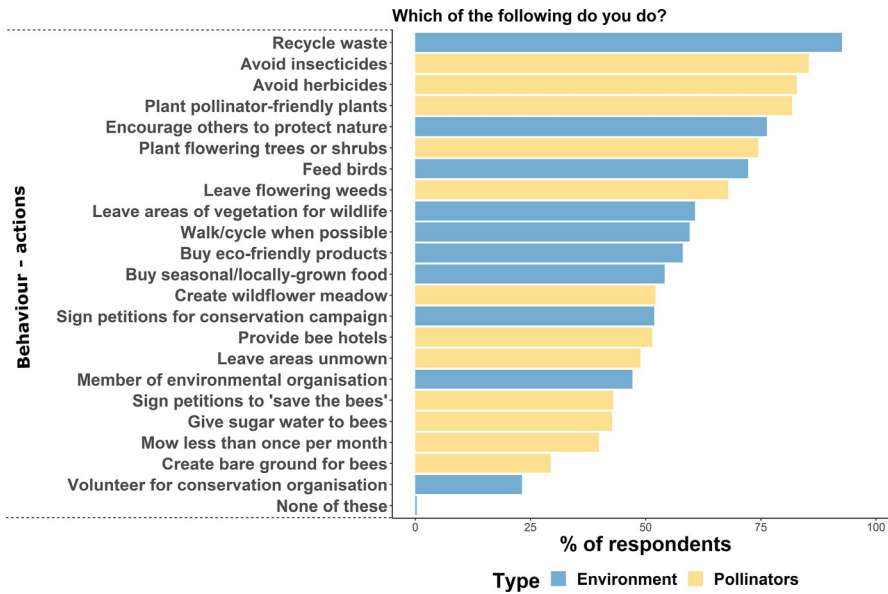 Which of the following do you do?
Recycle waste
Avoid insecticides
Avoid herbicides
Plant pollinator-friendly plants
Encourage others to protect nature
Plant flowering trees or shrubs
Feed birds
Leave flowering weeds
Leave areas of vegetation for wildlife
Walk/cycle when possible
Buy eco-friendly products
Buy seasonal/locally-grown food
Create wildflower meadow
Sign petitions for conservation campaign
Provide bee hotels
Leave areas unmown
Member of environmental organisation
Sign petitions to 'save the bees'
Give sugar water to bees
Mow less than once per month
Create bare ground for bees
Volunteer for conservation organisation
None of these
Behaviour - actions
0 25 50 75 100
% of respondents
Type Environment Pollinators